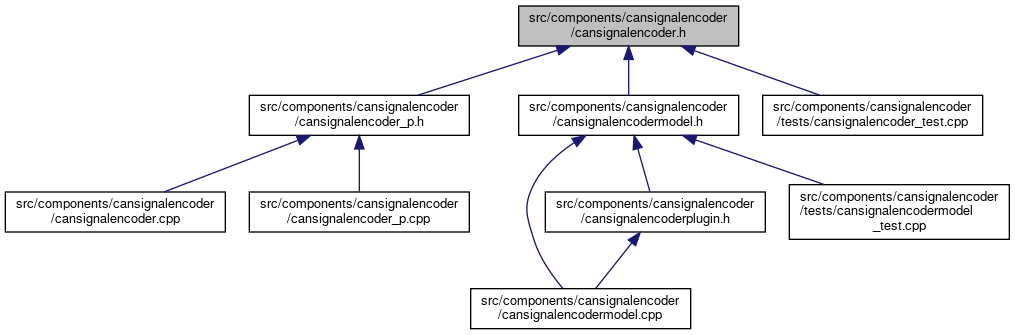 src/components/cansignalencoder
/cansignalencoder.h
src/components/cansignalencoder
/cansignalencoder_p.h
src/components/cansignalencoder
/cansignalencodermodel.h
src/components/cansignalencoder
/tests/cansignalencoder_test.cpp
src/components/cansignalencoder
/cansignalencoder.cpp
src/components/cansignalencoder
/cansignalencoder_p.cpp
src/components/cansignalencoder
/cansignalencoderplugin.h
src/components/cansignalencoder
/tests/cansignalencodermodel
_test.cpp
src/components/cansignalencoder
/cansignalencodermodel.cpp